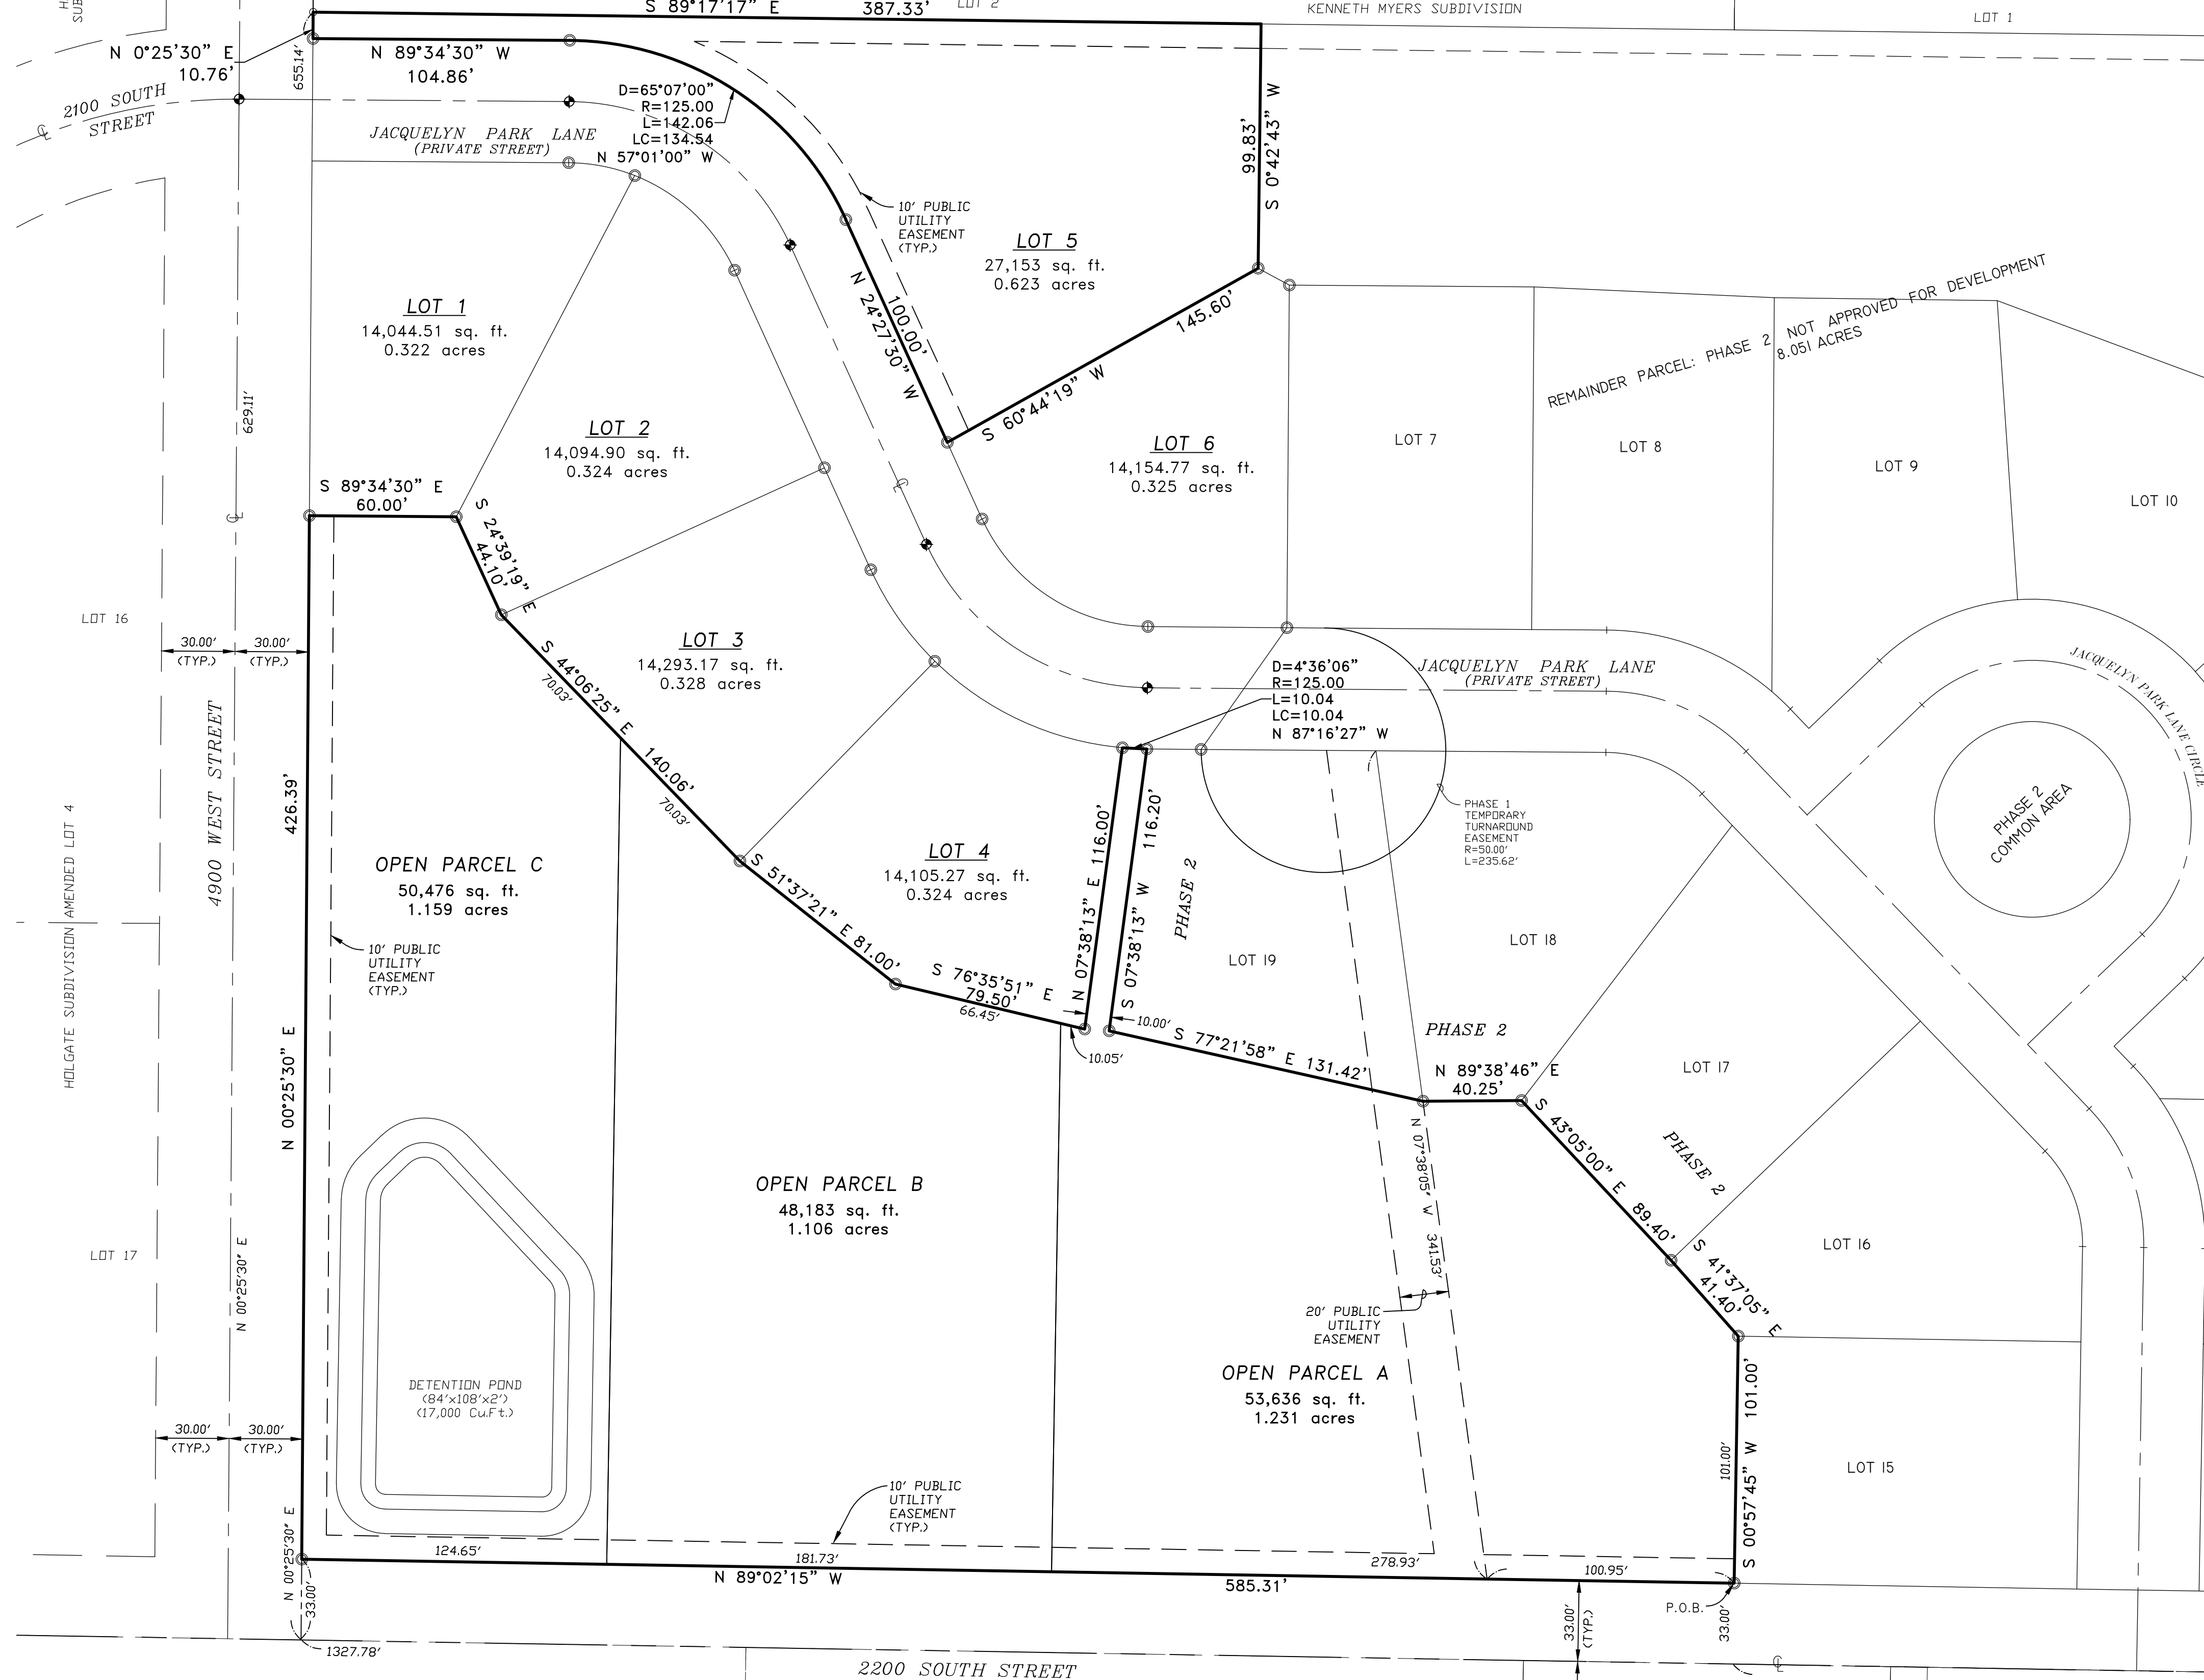 S 89°17'17" E 387.33'
LOT 2
KENNETH MYERS SUBDIVISION
LOT 1
N 0°25'30" E
10.76'
655.14'
N 89°34'30" W
104.86'
2100 SOUTH
STREET
JACQUELYN PARK LANE
(PRIVATE STREET)
D=65°07'00"
R=125.00
L=142.06
LC=134.54
N 57°01'00" W
99.83'
S 0°42'43" W
10' PUBLIC
UTILITY
EASEMENT
(TYP.)
LOT 5
27,153 sq. ft.
0.623 acres
LOT 1
14,044.51 sq. ft.
0.322 acres
100.00'
N 24°27'30" W
145.60'
S 60°44'19" W
REMAINDER PARCEL: PHASE 2 NOT APPROVED FOR DEVELOPMENT
8.051 ACRES
629.11'
LOT 2
14,094.90 sq. ft.
0.324 acres
LOT 6
14,154.77 sq. ft.
0.325 acres
LOT 7
LOT 8
LOT 9
LOT 10
S 89°34'30" E
60.00'
S 24°39'19" E
44.10'
LOT 16
30.00'
(TYP.)
30.00'
(TYP.)
LOT 3
14,293.17 sq. ft.
0.328 acres
S 44°06'25" E 140.06'
70.03'
70.03'
D=4°36'06"
R=125.00
L=10.04
LC=10.04
N 87°16'27" W
JACQUELYN PARK LANE
(PRIVATE STREET)
JACQUELYN PARK LANE CIRCLE
4900 WEST STREET
426.39'
N 00°25'30" E
HOLGATE SUBDIVISION AMENDED LOT 4
PHASE 1
TEMPORARY
TURNAROUND
EASEMENT
R=50.00'
L=235.62'
PHASE 2
COMMON AREA
OPEN PARCEL C
50,476 sq. ft.
1.159 acres
LOT 4
14,105.27 sq. ft.
0.324 acres
N 07°38'13" E 116.00'
S 07°38'13" W 116.20'
PHASE 2
LOT 19
LOT 18
10' PUBLIC
UTILITY
EASEMENT
(TYP.)
S 51°37'21" E 81.00'
S 76°35'51" E
79.50'
66.45'
10.00'
10.05'
S 77°21'58" E 131.42'
PHASE 2
N 89°38'46" E
40.25'
LOT 17
S 43°05'00" E 89.40'
PHASE 2
N 07°38'05" W 341.53'
OPEN PARCEL B
48,183 sq. ft.
1.106 acres
LOT 17
N 00°25'30" E
LOT 16
S 41°37'05" E
41.40'
20' PUBLIC
UTILITY
EASEMENT
OPEN PARCEL A
53,636 sq. ft.
1.231 acres
DETENTION POND
(84'x108'x2')
(17,000 Cu.Ft.)
30.00'
(TYP.)
30.00'
(TYP.)
S 00°57'45" W 101.00'
101.00'
LOT 15
10' PUBLIC
UTILITY
EASEMENT
(TYP.)
124.65'
181.73'
278.93'
100.95'
N 89°02'15" W
585.31'
N 00°25'30" E
33.00'
P.O.B.
33.00'
(TYP.)
33.00'
1327.78'
2200 SOUTH STREET